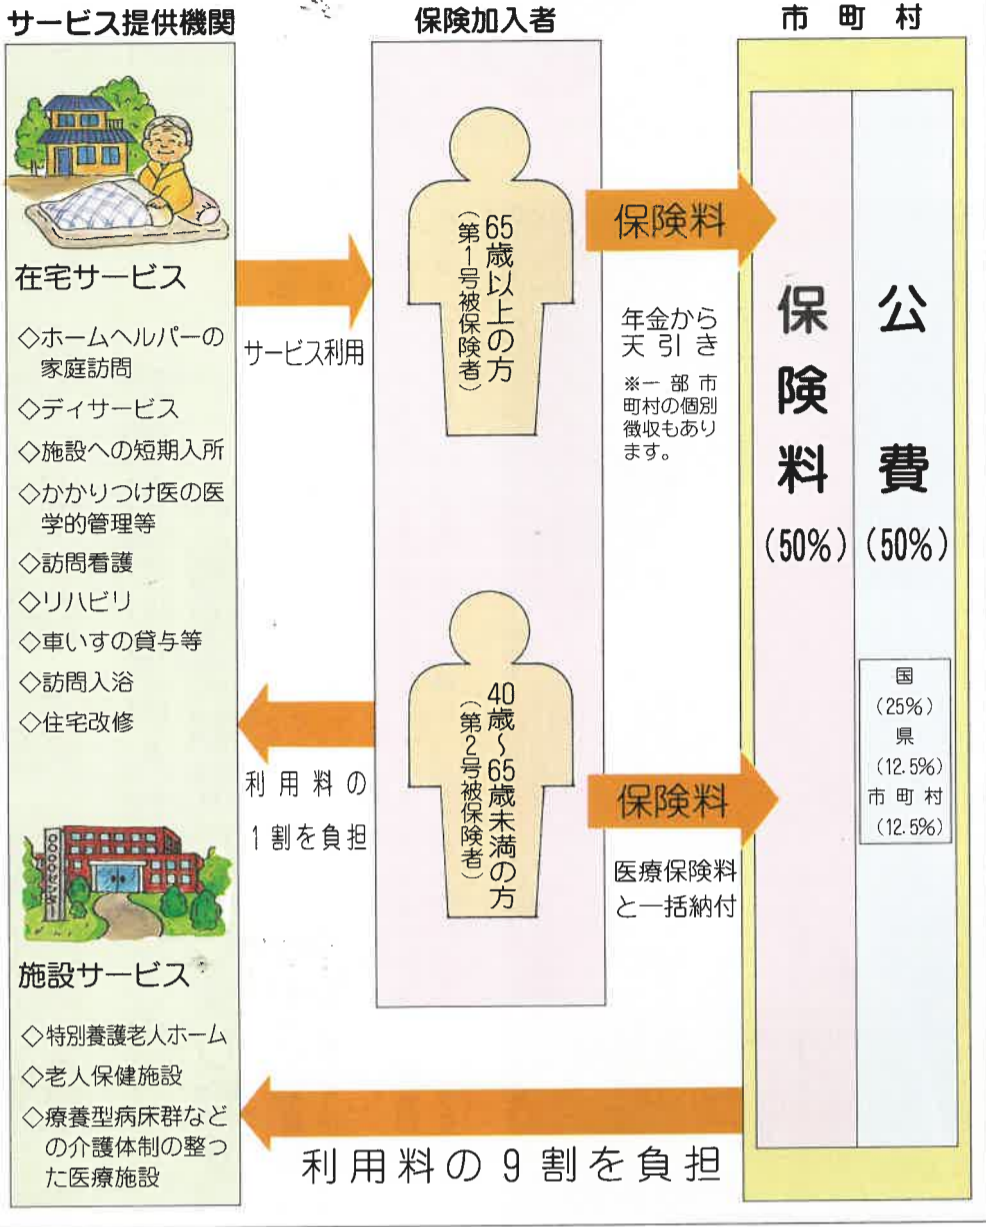 サービス提供機関
在宅サービス
◇ホームヘルパーの
家庭訪問
◇ディサービス
◇施設への短期入所
◇かかりつけ医の医
学的管理等
◇訪問看護
◇リハビリ
◇車いすの貸与等
◇訪問入浴
◇住宅改修
〇〇〇〇センター
施設サービス
◇特別養護老人ホーム
◇老人保健施設
◇療養型病床群など
の介護体制の整っ
た医療施設
サービス利用
利用料の
1割を負担
保険加入者
65歳以上の方
(第1号被保険者)
40歳～65歳未満の方
(第2号被保険者)
保険料
年金から
天引き
※一部市
町村の個別
徴収もあり
ます。
保険料
医療保険料
と一括納付
市町村
保険料
(50%)
公費
(50%)
国
(25%)
県
(12.5%)
市町村
(12.5%)
利用料の9割を負担